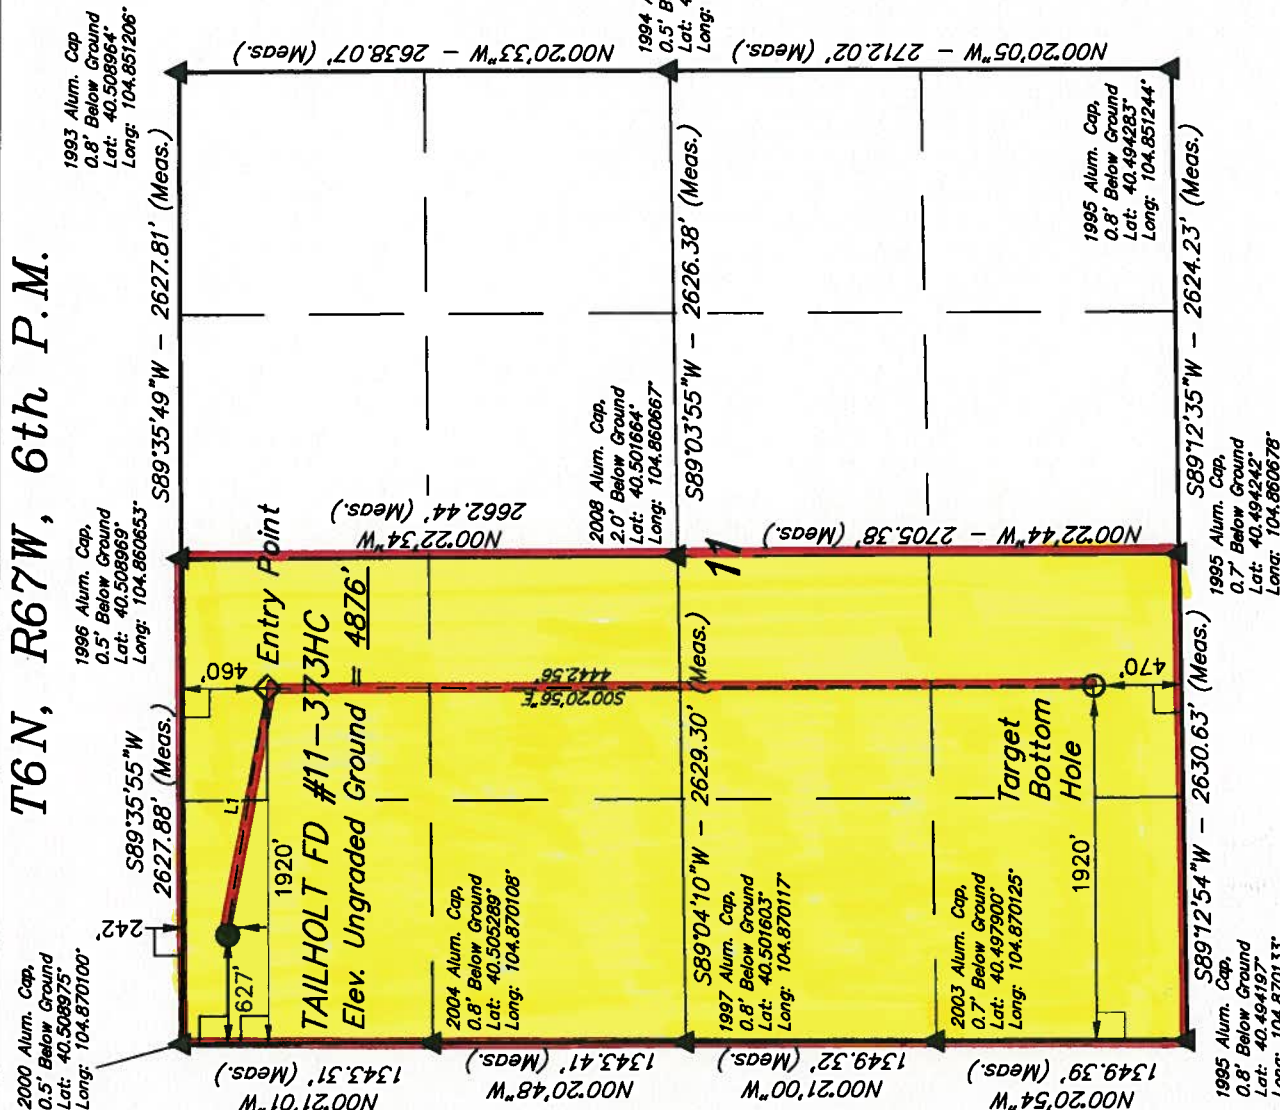 T6N, R67W, 6th P.M.
2000 Alum. Cap,
0.5' Below Ground
Lat: 40.508975°
Long: 104.870100°
S89°35'55"W
2627.88' (Meas.)
1996 Alum. Cap,
0.5' Below Ground
Lat: 40.508969°
Long: 104.860653°
S89°35'49"W - 2627.81' (Meas.)
1993 Alum. Cap
0.8' Below Ground
Lat: 40.508964°
Long: 104.851206°
242'
627'
L1
460'
Entry Point
1920'
TAILHOLT FD #11-373HC
Elev. Ungraded Ground = 4876'
N00°21'01"W
1343.31' (Meas.)
N00°22'34"W
2662.44' (Meas.)
N00°20'33"W - 2638.07' (Meas.)
2004 Alum. Cap,
0.8' Below Ground
Lat: 40.505289°
Long: 104.870108°
S00°20'56"E
4442.56'
2008 Alum. Cap,
2.0' Below Ground
Lat: 40.501664°
Long: 104.860667°
1994
0.5'
Lat:
Long:
N00°20'48"W
1343.41' (Meas.)
S89°04'10"W - 2629.30' (Meas.)
S89°03'55"W - 2626.38' (Meas.)
11
1997 Alum. Cap,
0.8' Below Ground
Lat: 40.501603°
Long: 104.870117°
N00°21'00"W
1349.32' (Meas.)
N00°22'44"W - 2705.38' (Meas.)
N00°20'05"W - 2712.02' (Meas.)
2003 Alum. Cap,
0.7' Below Ground
Lat: 40.497900°
Long: 104.870125°
Target
Bottom
Hole
1920'
470'
1995 Alum. Cap,
0.8' Below Ground
Lat: 40.494283°
Long: 104.851244°
N00°20'54"W
1349.39' (Meas.)
S89°12'54"W - 2630.63' (Meas.)
S89°12'35"W - 2624.23' (Meas.)
1995 Alum. Cap,
0.8' Below Ground
Lat: 40.494197°
Long: 104.870133°
1995 Alum. Cap,
0.7' Below Ground
Lat: 40.494242°
Long: 104.860678°